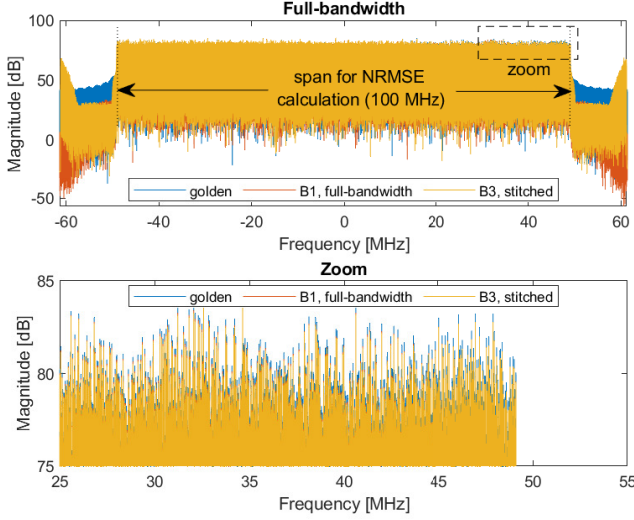 Full-bandwidth
100
50
0
-50
Magnitude [dB]
span for NRMSE
calculation (100 MHz)
zoom
golden B1, full-bandwidth B3, stitched
-60 -40 -20 0 20 40 60
Frequency [MHz]
Zoom
85
80
75
Magnitude [dB]
golden B1, full-bandwidth B3, stitched
25 30 35 40 45 50 55
Frequency [MHz]